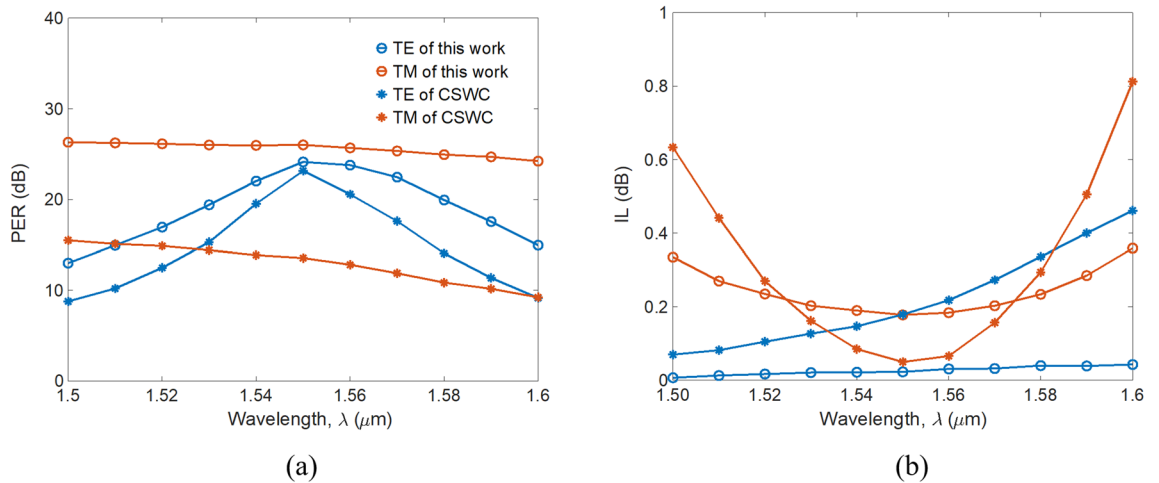 40
30
20
10
0
PER (dB)
TE of this work
TM of this work
TE of CSWC
TM of CSWC
1.5 1.52 1.54 1.56 1.58 1.6
Wavelength, λ (μm)
(a)
1
0.8
0.6
0.4
0.2
0
IL (dB)
1.50 1.52 1.54 1.56 1.58 1.6
Wavelength, λ (μm)
(b)